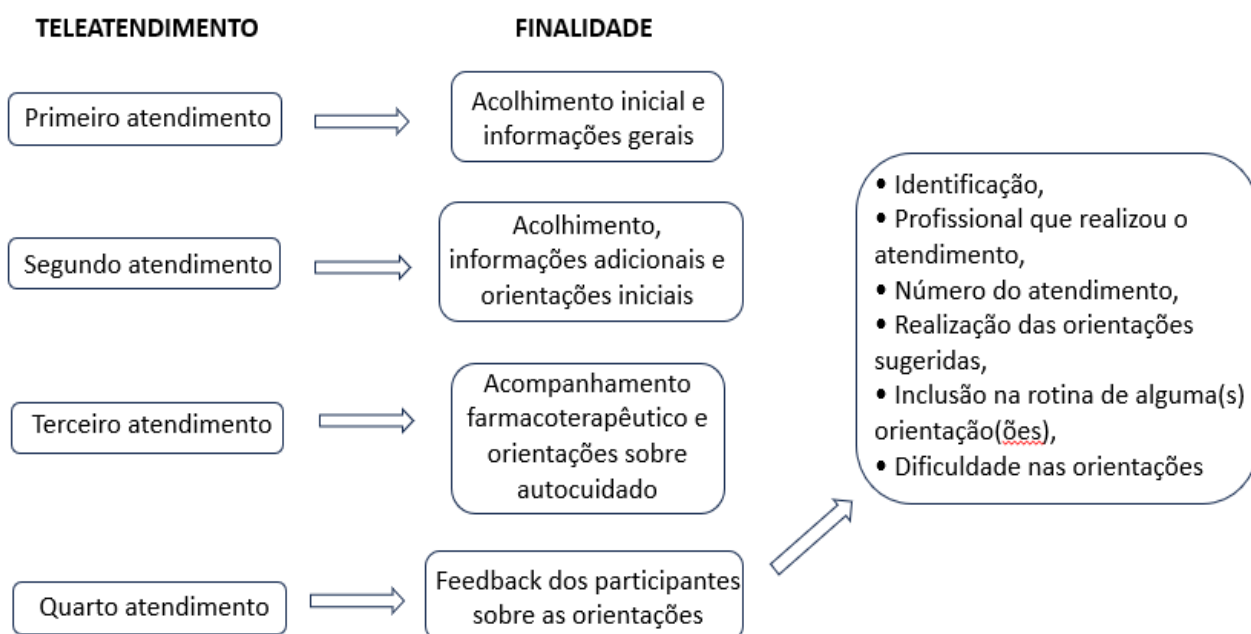 TELEATENDIMENTO
FINALIDADE
Primeiro atendimento
Acolhimento inicial e
informações gerais
Segundo atendimento
Acolhimento,
informações adicionais e
orientações iniciais
Terceiro atendimento
Acompanhamento
farmacoterapêutico e
orientações sobre
autocuidado
Quarto atendimento
Feedback dos participantes
sobre as orientações
• Identificação,
• Profissional que realizou o
atendimento,
• Número do atendimento,
• Realização das orientações
sugeridas,
• Inclusão na rotina de alguma(s)
orientação(ões),
• Dificuldade nas orientações